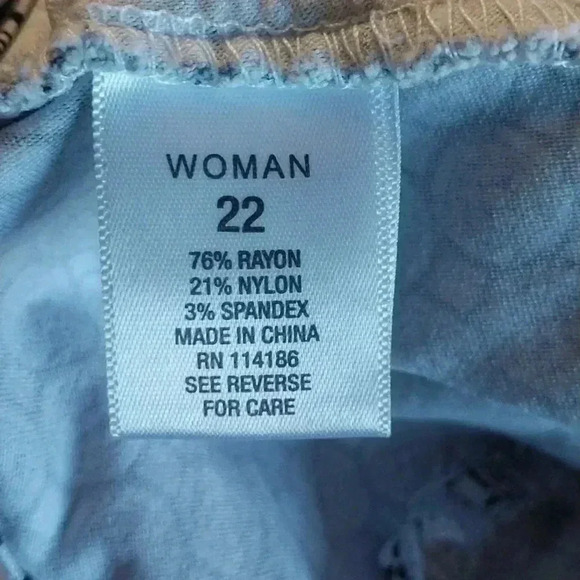 WOMAN
22
76% RAYON
21% NYLON
3% SPANDEX
MADE IN CHINA
RN 114186
SEE REVERSE
FOR CARE